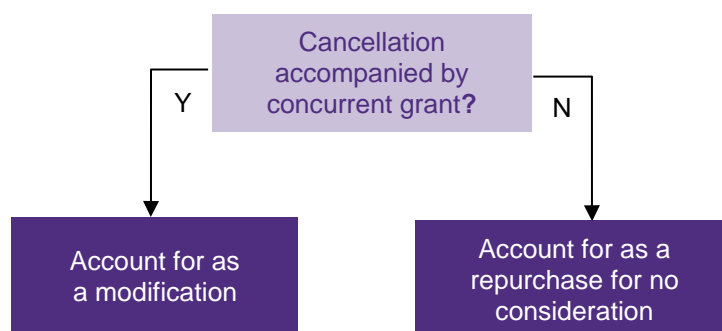 Cancellation
accompanied by
concurrent grant?
Y
N
Account for as
a modification
Account for as a
repurchase for no
consideration